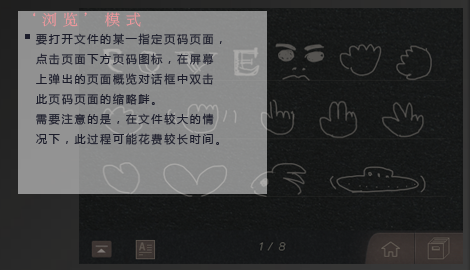 ‘浏览’ 模式
要打开文件的某一指定页码页面，
点击页面下方页码图标，在屏幕
上弹出的页面概览对话框中双击
此页码页面的缩略畔。
需要注意的是，在文件较大的情
况下，此过程可能花费较长时间。
1/8